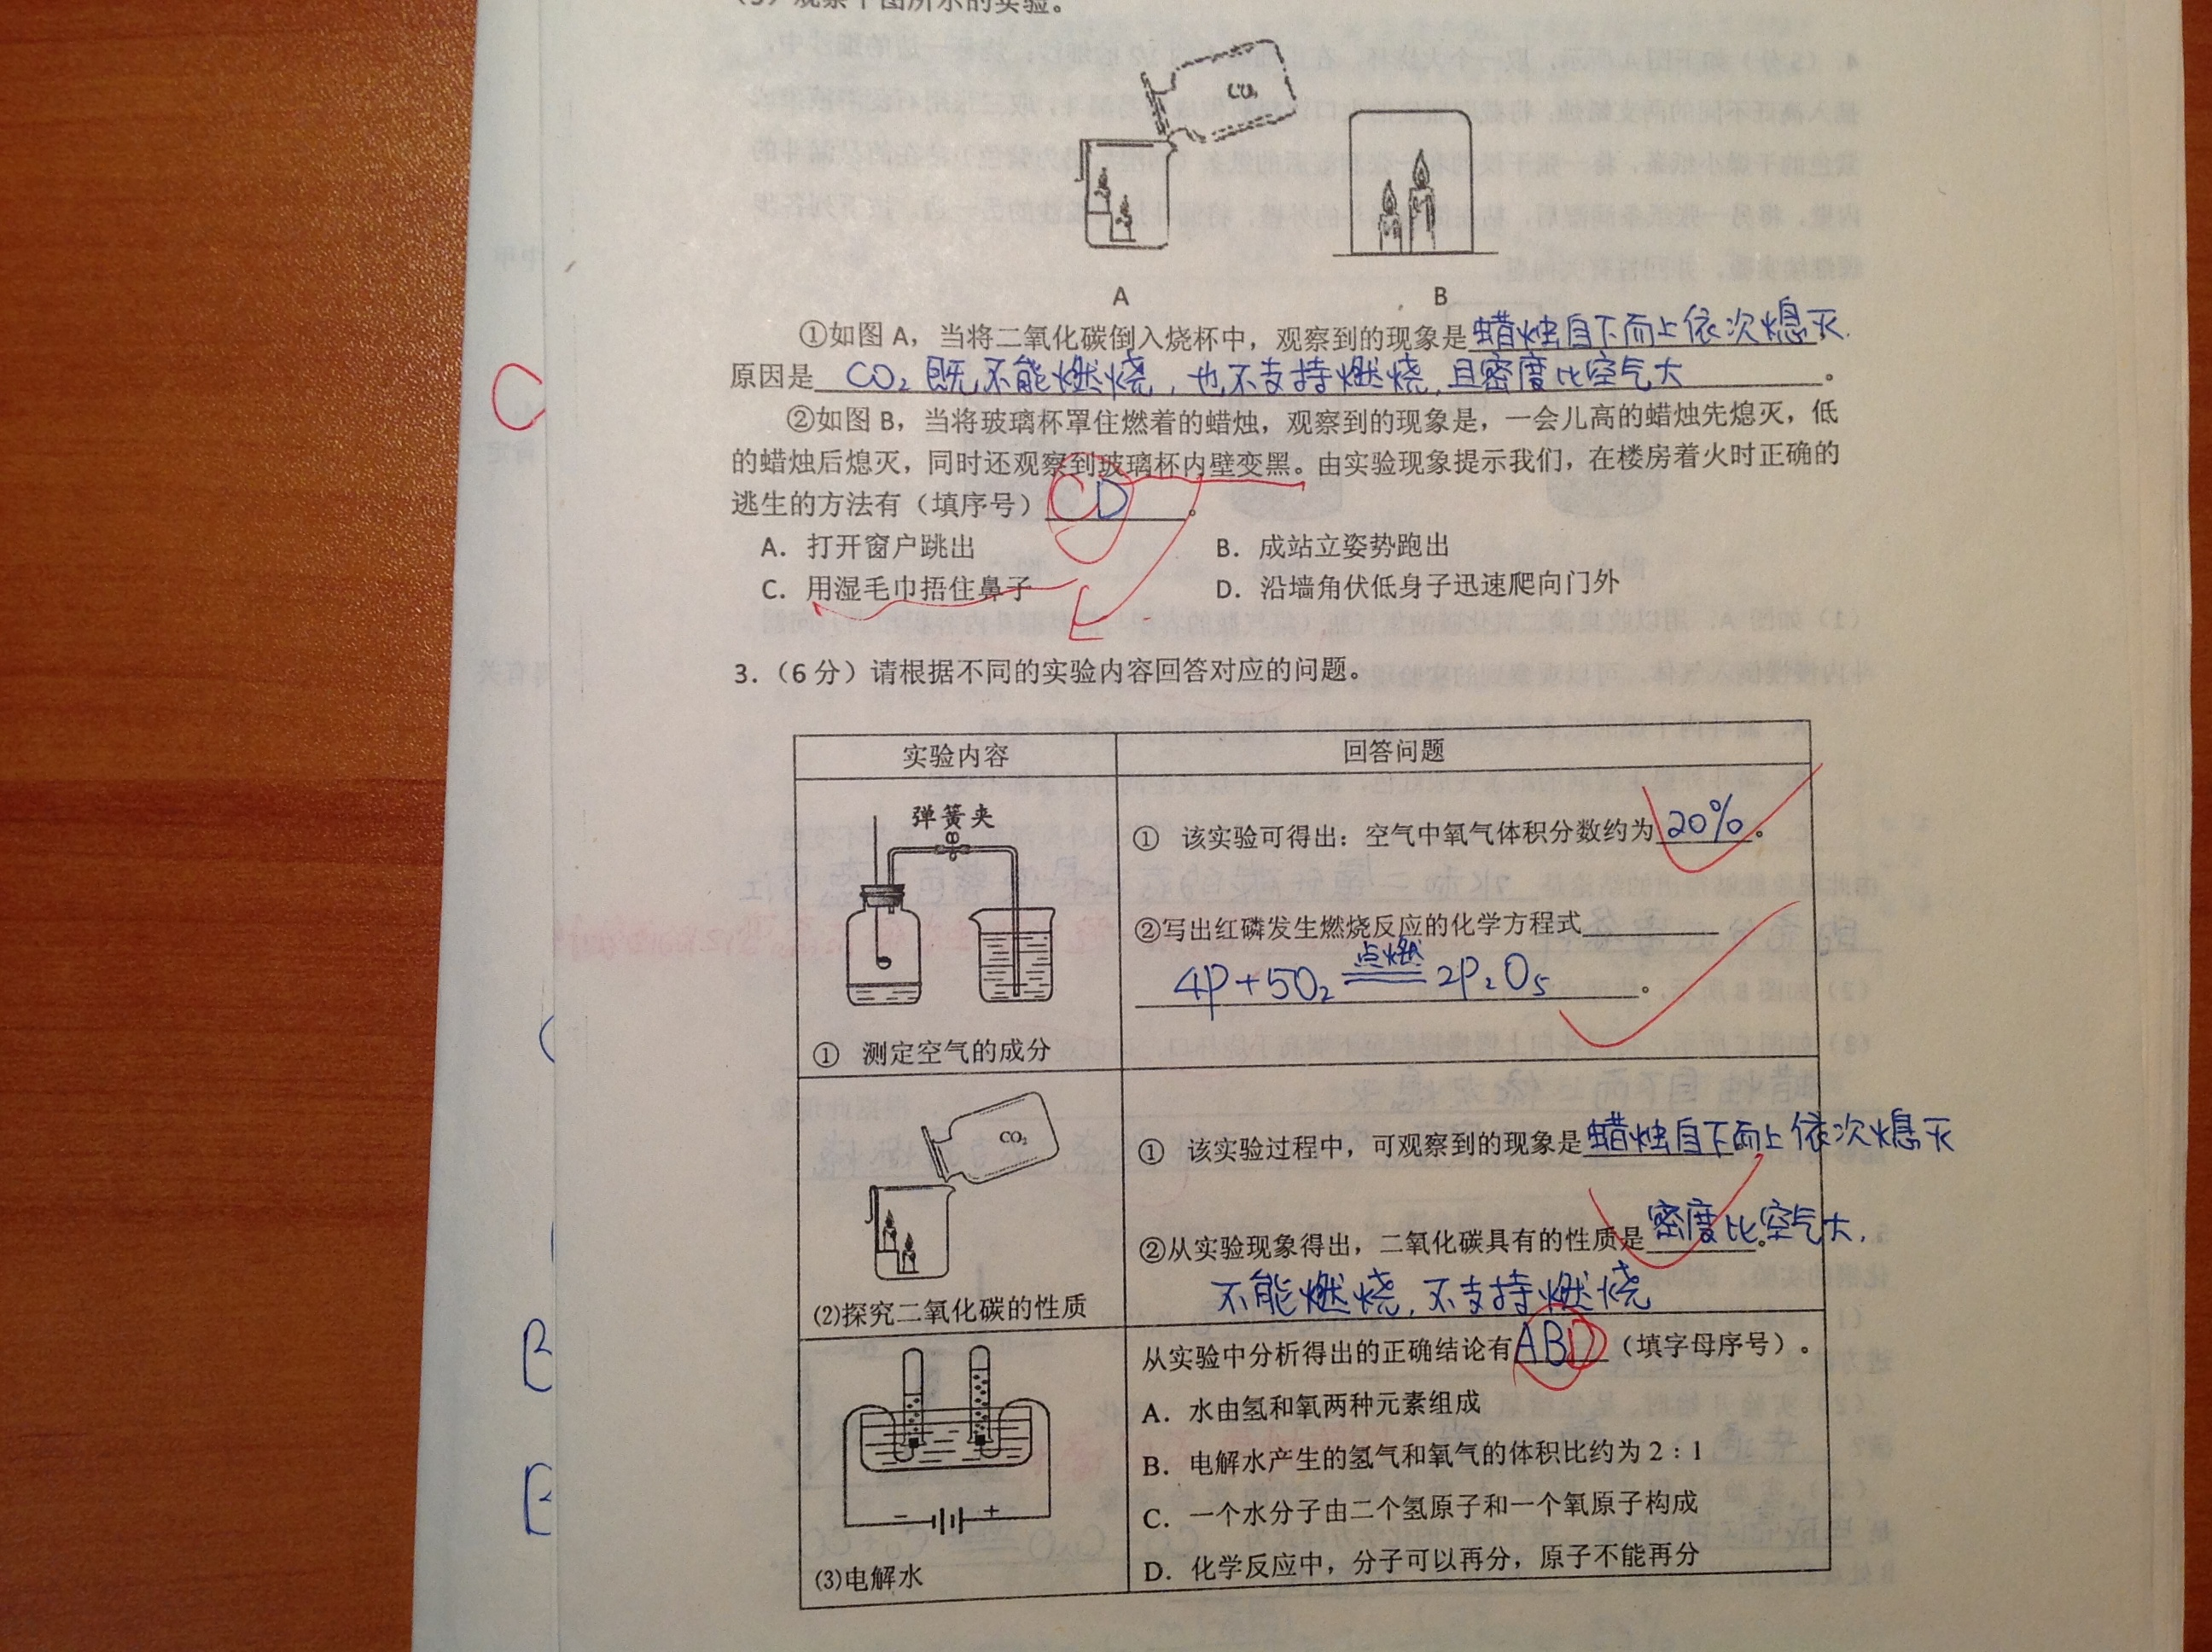 （3）观察下图所示的实验。
CO₂
A
B
①如图 A，当将二氧化碳倒入烧杯中，观察到的现象是 蜡烛自下而上依次熄灭.
原因是 CO₂ 既不能燃烧，也不支持燃烧，且密度比空气大 。
②如图 B，当将玻璃杯罩住燃着的蜡烛，观察到的现象是，一会儿高的蜡烛先熄灭，低
的蜡烛后熄灭，同时还观察到玻璃杯内壁变黑。由实验现象提示我们，在楼房着火时正确的
逃生的方法有（填序号） CD 。
A．打开窗户跳出
B．成站立姿势跑出
C．用湿毛巾捂住鼻子
D．沿墙角伏低身子迅速爬向门外
3．（6 分）请根据不同的实验内容回答对应的问题。
实验内容
回答问题
弹簧夹
① 测定空气的成分
① 该实验可得出：空气中氧气体积分数约为 20% 。
②写出红磷发生燃烧反应的化学方程式
点燃
4P+5O₂ ══ 2P₂O₅ 。
CO₂
(2)探究二氧化碳的性质
① 该实验过程中，可观察到的现象是 蜡烛自下而上依次熄灭
②从实验现象得出，二氧化碳具有的性质是 密度比空气大，
不能燃烧，不支持燃烧
－ ＋
(3)电解水
从实验中分析得出的正确结论有 ABD （填字母序号）。
A．水由氢和氧两种元素组成
B．电解水产生的氢气和氧气的体积比约为 2：1
C．一个水分子由二个氢原子和一个氧原子构成
D．化学反应中，分子可以再分，原子不能再分